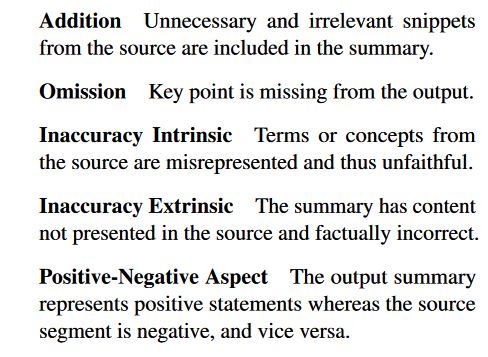 Addition Unnecessary and irrelevant snippets
from the source are included in the summary.
Omission Key point is missing from the output.
Inaccuracy Intrinsic Terms or concepts from
the source are misrepresented and thus unfaithful.
Inaccuracy Extrinsic The summary has content
not presented in the source and factually incorrect.
Positive-Negative Aspect The output summary
represents positive statements whereas the source
segment is negative, and vice versa.